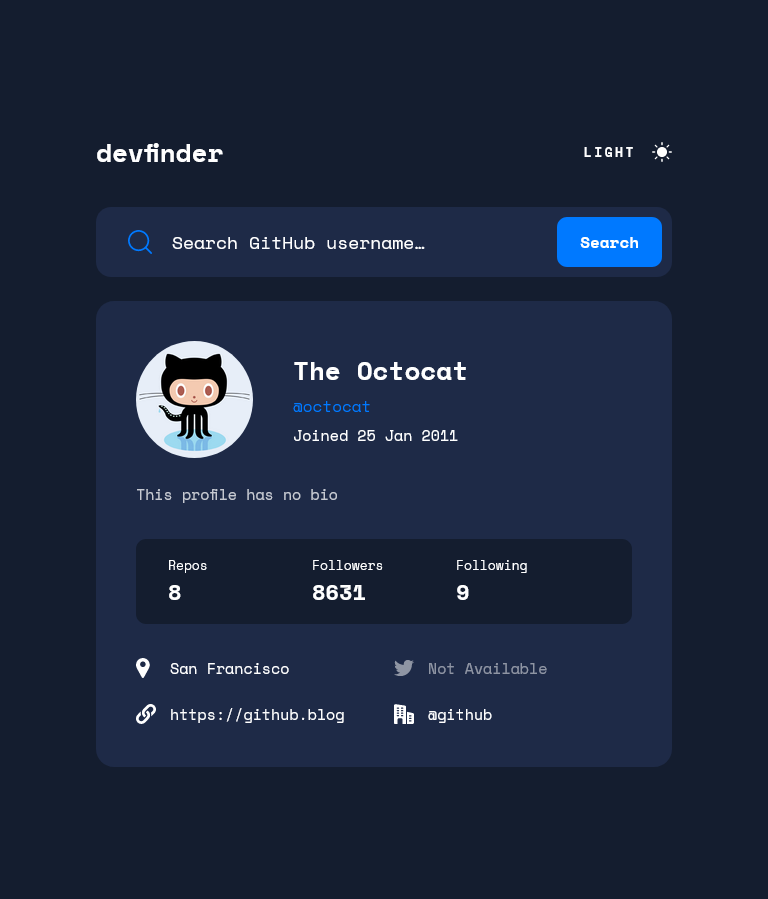 devfinder
LIGHT
Search GitHub username…
Search
The Octocat
@octocat
Joined 25 Jan 2011
This profile has no bio
Repos
Followers
Following
8
8631
9
San Francisco
Not Available
https://github.blog
@github